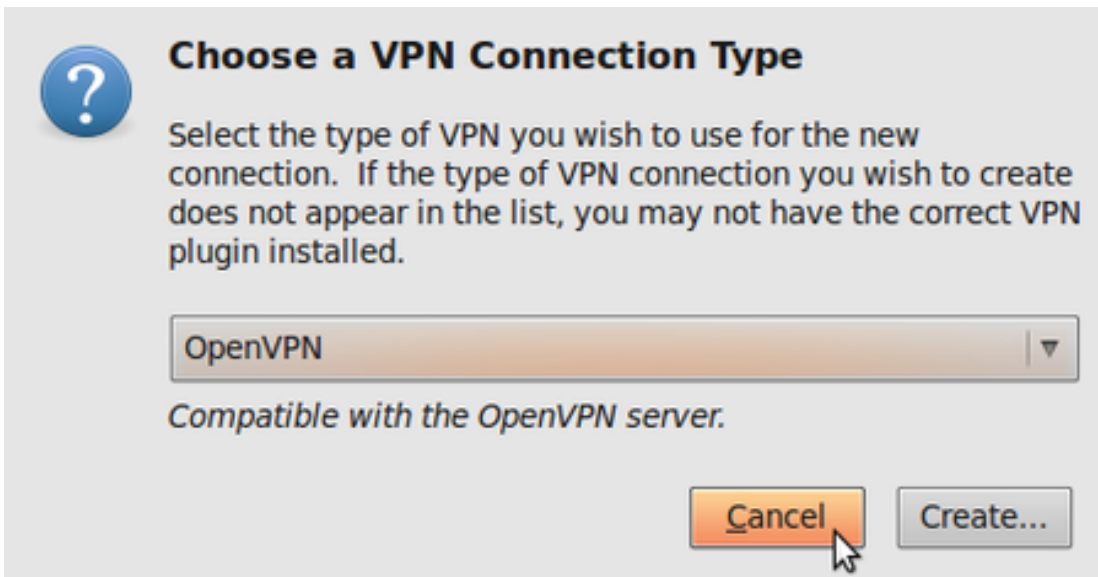 Choose a VPN Connection Type
Select the type of VPN you wish to use for the new
connection.  If the type of VPN connection you wish to create
does not appear in the list, you may not have the correct VPN
plugin installed.
OpenVPN
Compatible with the OpenVPN server.
Cancel Create...